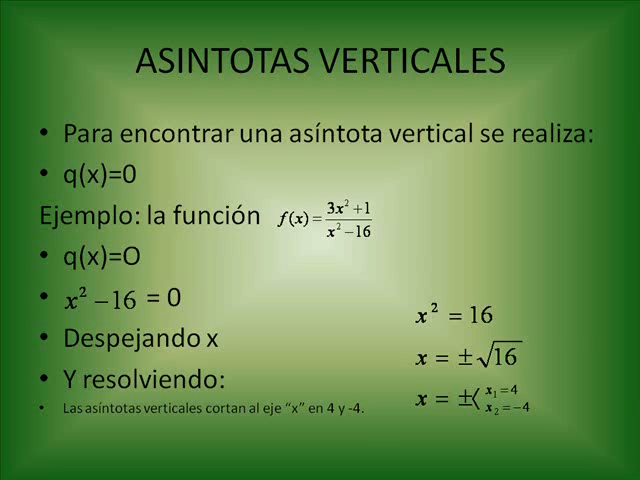 ASINTOTAS VERTICALES
• Para encontrar una asíntota vertical se realiza:
• q(x)=0
Ejemplo: la función f(x) = (3x² + 1)/(x² − 16)
• q(x)=O
• x² − 16 = 0
• Despejando x
• Y resolviendo:
• Las asíntotas verticales cortan al eje “x” en 4 y -4.
x² = 16
x = ±√16
x = ±⟨ x₁ = 4 x₂ = −4